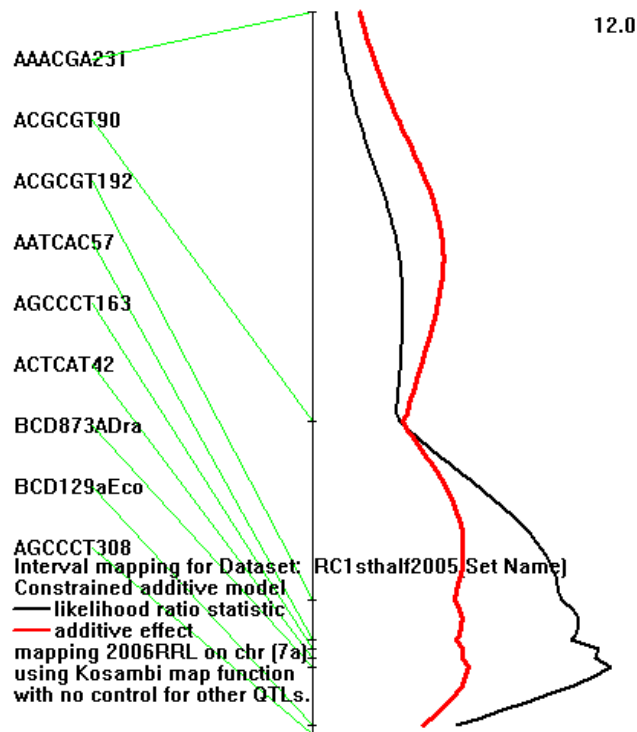 12.0
AAACGA231
ACGCGT90
ACGCGT192
AATCAC57
AGCCCT163
ACTCAT42
BCD873ADra
BCD129aEco
AGCCCT308
Interval mapping for Dataset: (RC1sthalf2005,Set Name)
Constrained additive model
likelihood ratio statistic
additive effect
mapping 2006RRL on chr (7a)
using Kosambi map function
with no control for other QTLs.